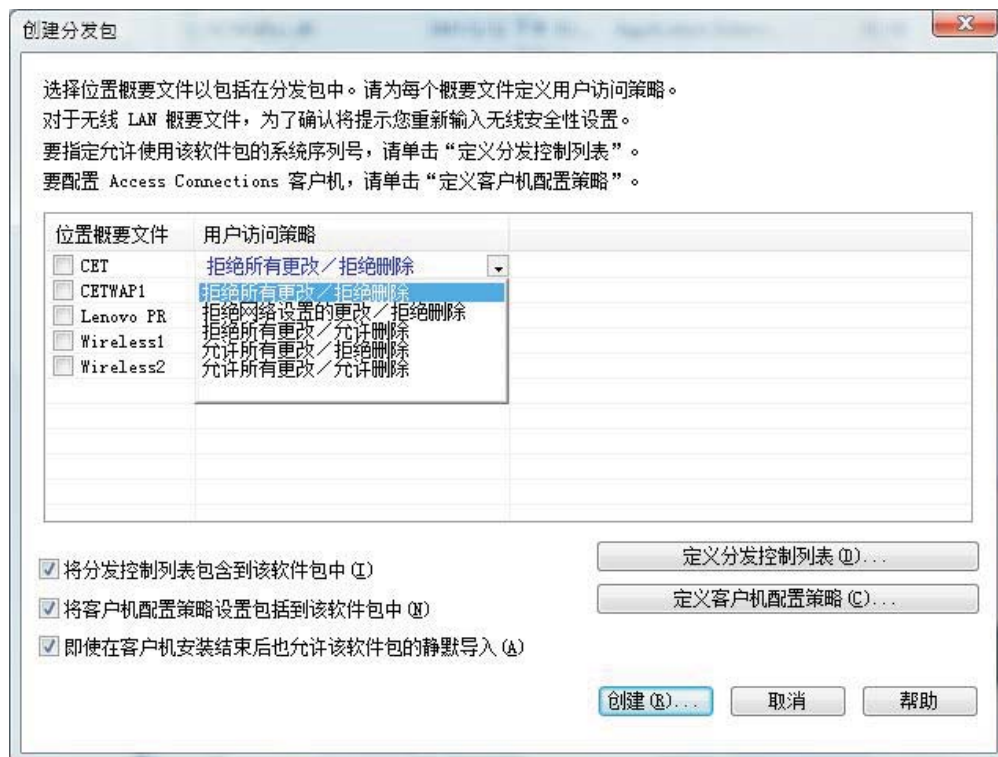 创建分发包
选择位置概要文件以包括在分发包中。请为每个概要文件定义用户访问策略。
对于无线 LAN 概要文件，为了确认将提示您重新输入无线安全性设置。
要指定允许使用该软件包的系统序列号，请单击“定义分发控制列表”。
要配置 Access Connections 客户机，请单击“定义客户机配置策略”。
位置概要文件 用户访问策略
CET 拒绝所有更改／拒绝删除
CETWAP1
Lenovo PR
Wireless1
Wireless2
拒绝所有更改／拒绝删除
拒绝网络设置的更改／拒绝删除
拒绝所有更改／允许删除
允许所有更改／拒绝删除
允许所有更改／允许删除
将分发控制列表包含到该软件包中(I)
将客户机配置策略设置包括到该软件包中(N)
即使在客户机安装结束后也允许该软件包的静默导入(A)
定义分发控制列表(D)...
定义客户机配置策略(C)...
创建(R)...
取消
帮助